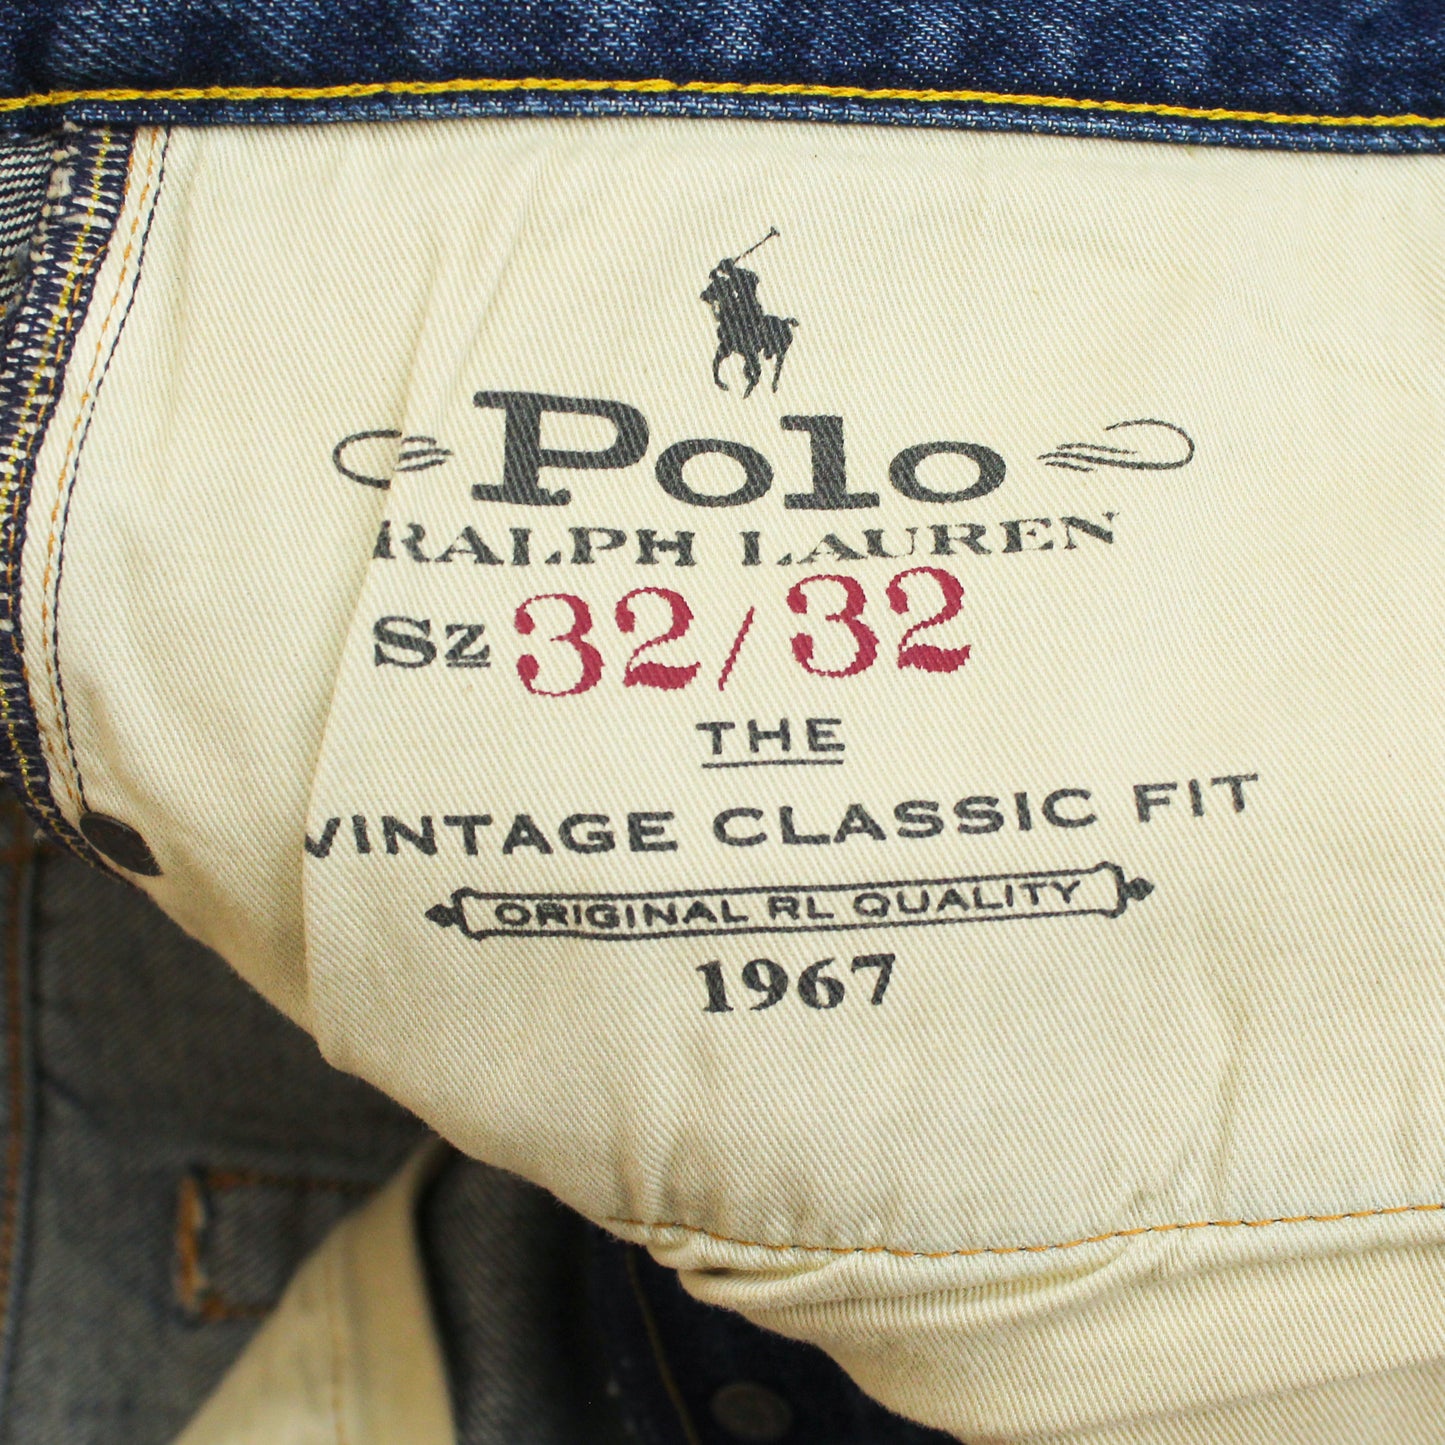 Polo
RALPH LAUREN
Sz 32/32
THE
VINTAGE CLASSIC FIT
ORIGINAL RL QUALITY
1967